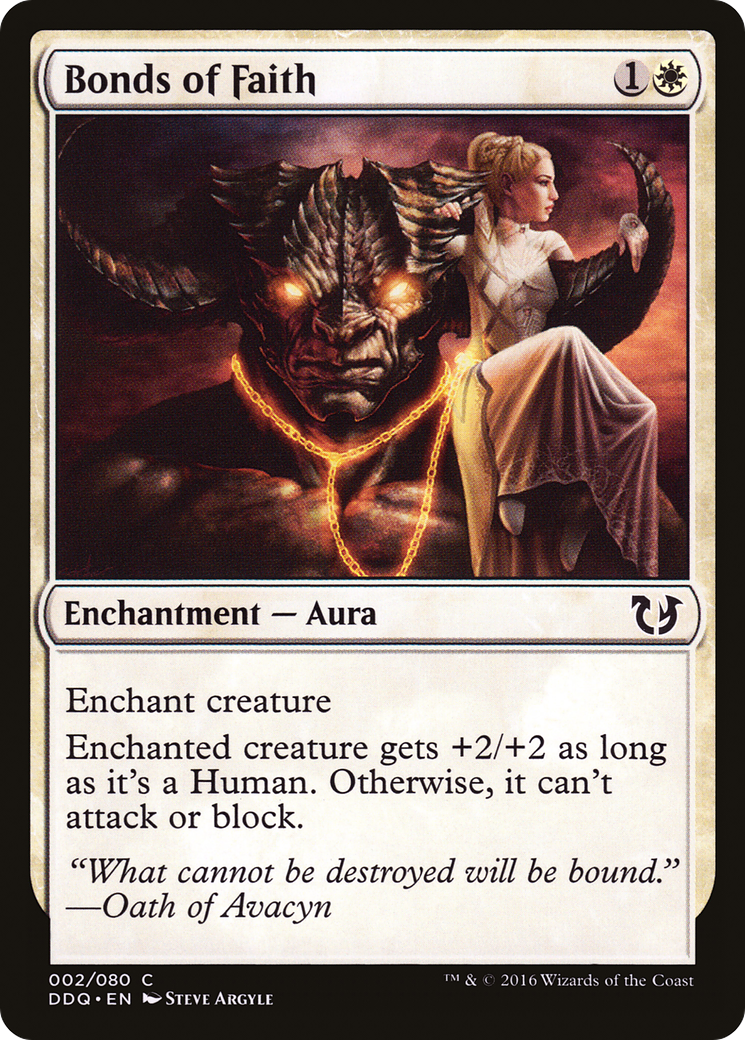 Bonds of Faith 1
Enchantment — Aura
Enchant creature
Enchanted creature gets +2/+2 as long
as it's a Human. Otherwise, it can't
attack or block.
“What cannot be destroyed will be bound.”
—Oath of Avacyn
002/080 C
DDQ • EN Steve Argyle
™ & © 2016 Wizards of the Coast